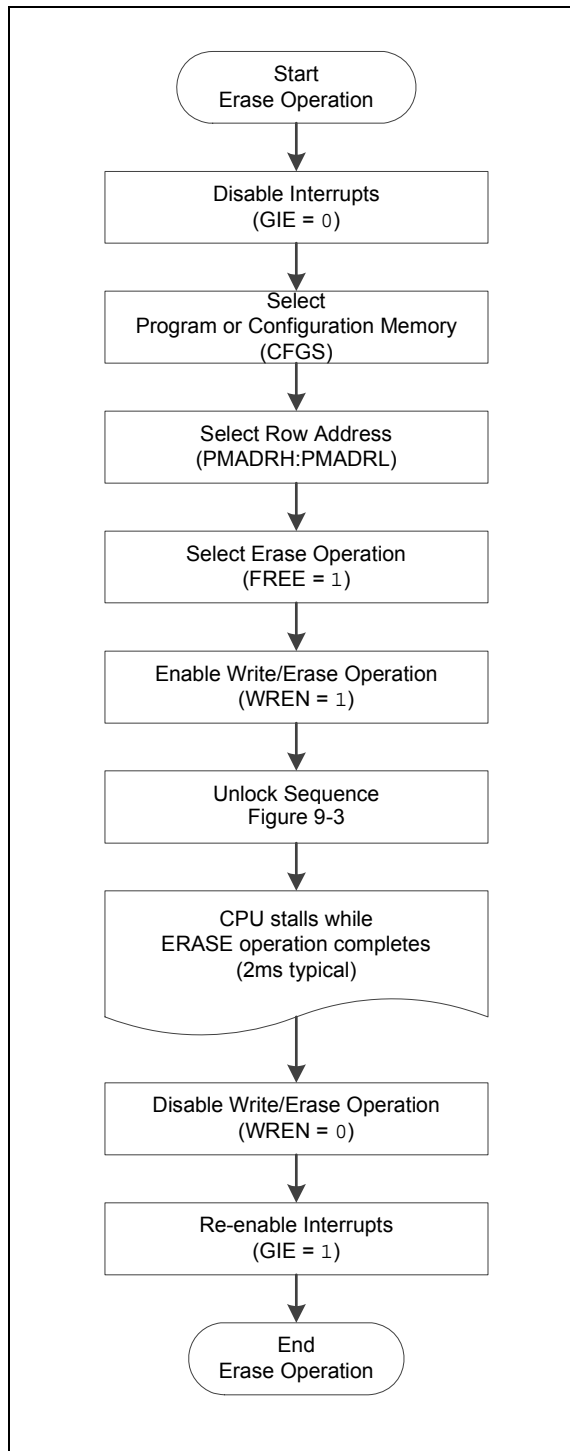 Start
Erase Operation
Disable Interrupts
(GIE = 0)
Select
Program or Configuration Memory
(CFGS)
Select Row Address
(PMADRH:PMADRL)
Select Erase Operation
(FREE = 1)
Enable Write/Erase Operation
(WREN = 1)
Unlock Sequence
Figure 9-3
CPU stalls while
ERASE operation completes
(2ms typical)
Disable Write/Erase Operation
(WREN = 0)
Re-enable Interrupts
(GIE = 1)
End
Erase Operation